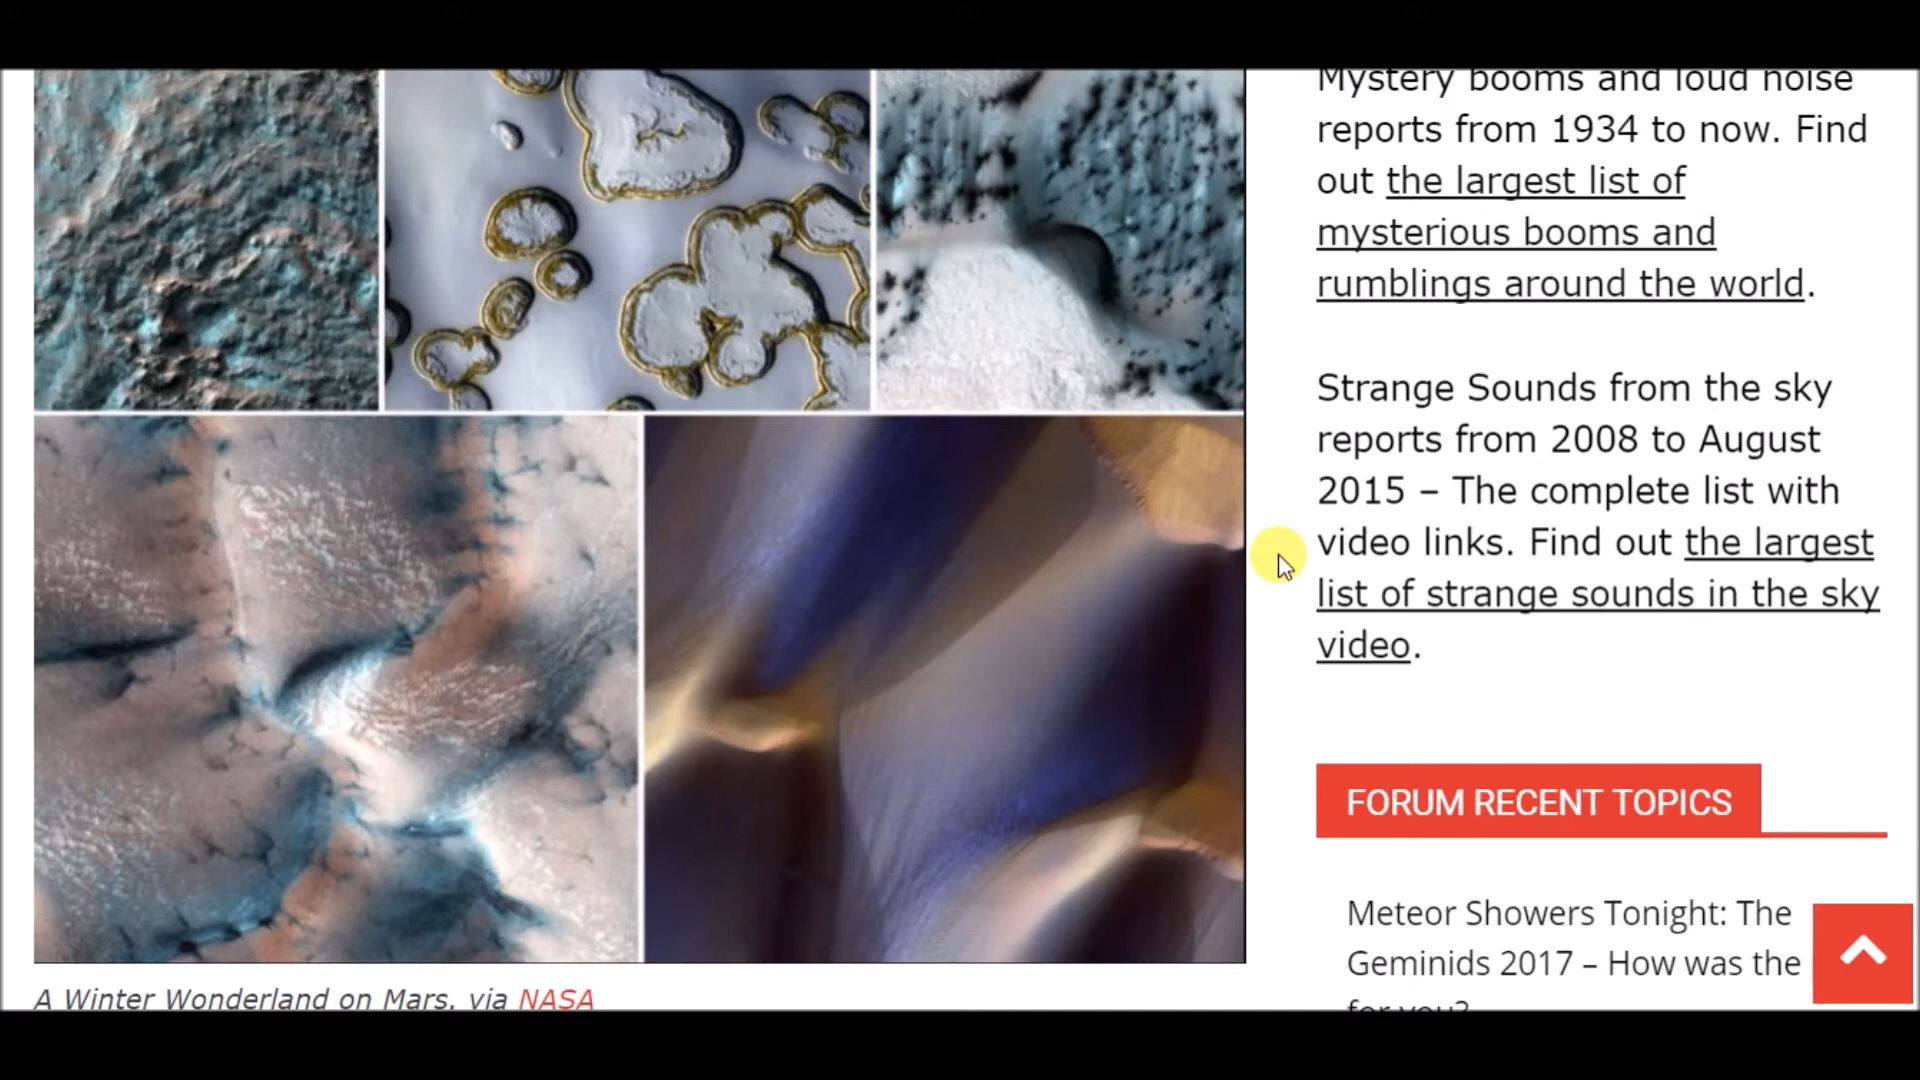 Mystery booms and loud noise
reports from 1934 to now. Find
out the largest list of
mysterious booms and
rumblings around the world.
Strange Sounds from the sky
reports from 2008 to August
2015 – The complete list with
video links. Find out the largest
list of strange sounds in the sky
video.
FORUM RECENT TOPICS
Meteor Showers Tonight: The
Geminids 2017 – How was the
for you?
A Winter Wonderland on Mars. via NASA